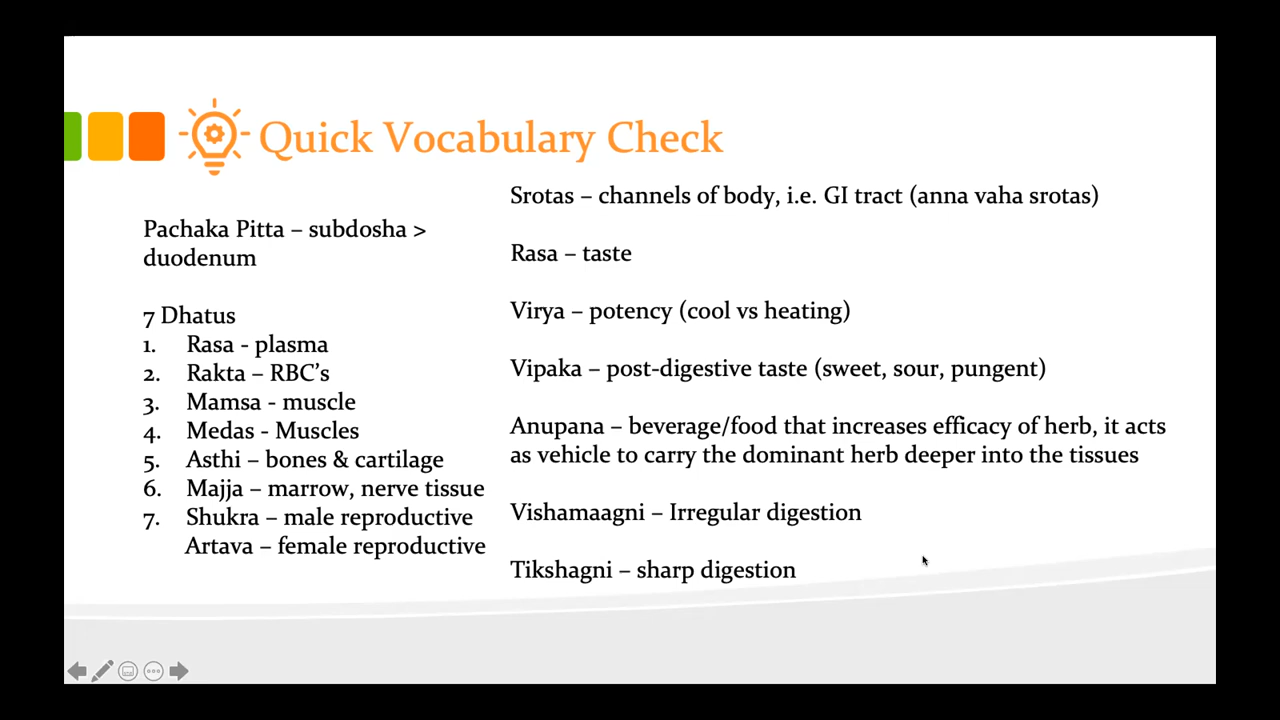 Quick Vocabulary Check
Pachaka Pitta – subdosha >
duodenum
7 Dhatus
1. Rasa - plasma
2. Rakta – RBC’s
3. Mamsa - muscle
4. Medas - Muscles
5. Asthi – bones & cartilage
6. Majja – marrow, nerve tissue
7. Shukra – male reproductive
Artava – female reproductive
Srotas – channels of body, i.e. GI tract (anna vaha srotas)
Rasa – taste
Virya – potency (cool vs heating)
Vipaka – post-digestive taste (sweet, sour, pungent)
Anupana – beverage/food that increases efficacy of herb, it acts
as vehicle to carry the dominant herb deeper into the tissues
Vishamaagni – Irregular digestion
Tikshagni – sharp digestion